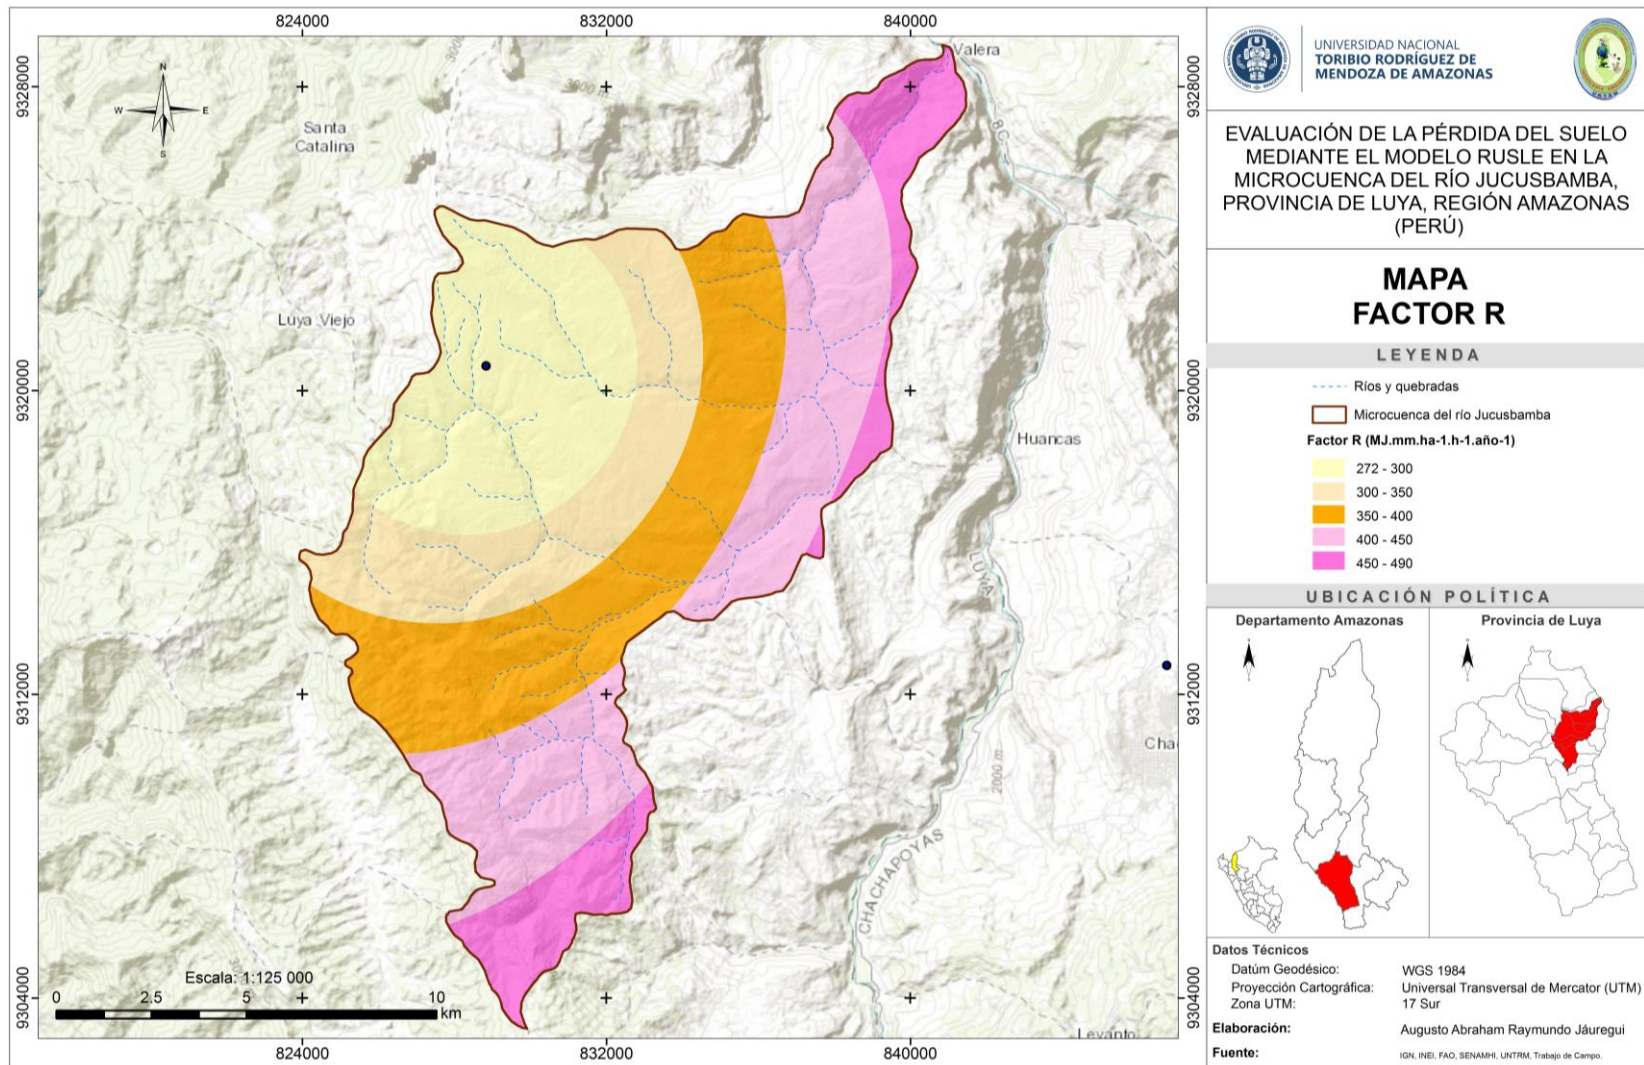 824000
832000
840000
9328000
9320000
9312000
9304000
9328000
9320000
9312000
9304000
N
W
E
S
Valera
3000 m
Santa
Catalina
8C
Luya Viejo
Huancas
LUYA
2000 m
Chac
CHACHAPOYAS
Levanto
Escala: 1:125 000
0 2.5 5 10
km
824000
832000
840000
UNIVERSIDAD NACIONAL
TORIBIO RODRÍGUEZ DE
MENDOZA DE AMAZONAS
EVALUACIÓN DE LA PÉRDIDA DEL SUELO
MEDIANTE EL MODELO RUSLE EN LA
MICROCUENCA DEL RÍO JUCUSBAMBA,
PROVINCIA DE LUYA, REGIÓN AMAZONAS
(PERÚ)
MAPA
FACTOR R
LEYENDA
Ríos y quebradas
Microcuenca del río Jucusbamba
Factor R (MJ.mm.ha-1.h-1.año-1)
272 - 300
300 - 350
350 - 400
400 - 450
450 - 490
UBICACIÓN POLÍTICA
Departamento Amazonas
Provincia de Luya
Datos Técnicos
Datúm Geodésico: WGS 1984
Proyección Cartográfica: Universal Transversal de Mercator (UTM)
Zona UTM: 17 Sur
Elaboración: Augusto Abraham Raymundo Jáuregui
Fuente: IGN, INEI, FAO, SENAMHI, UNTRM, Trabajo de Campo.